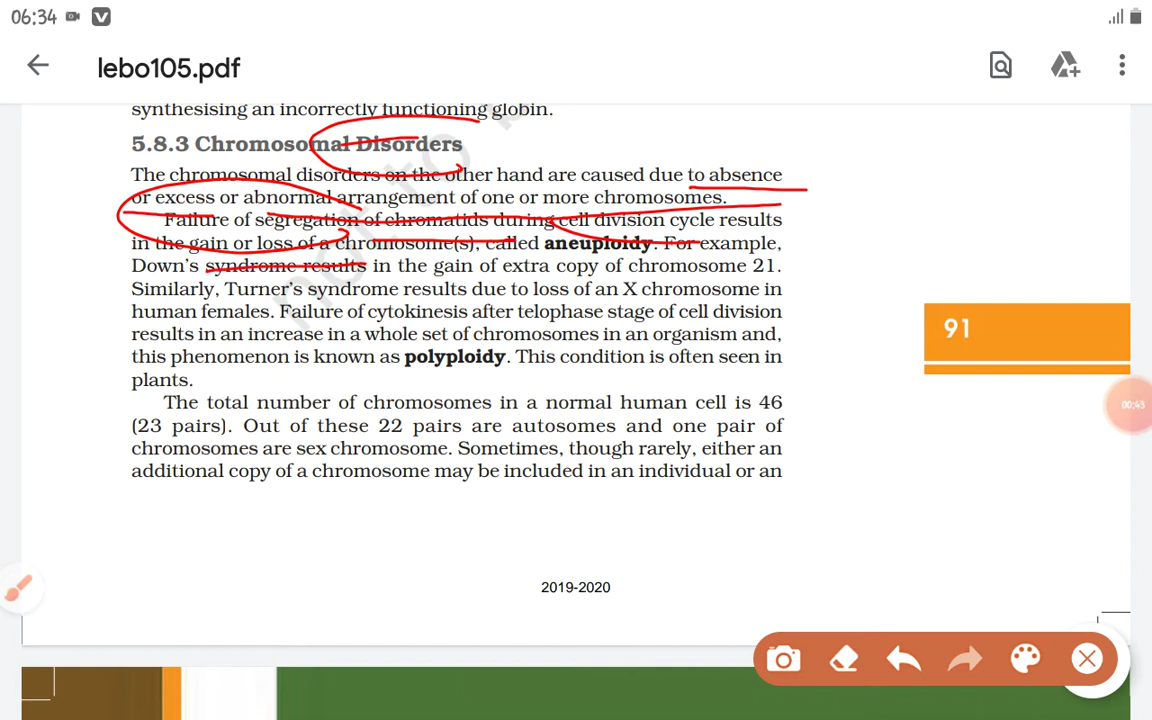 06:34
lebo105.pdf
synthesising an incorrectly functioning globin.
5.8.3 Chromosomal Disorders
The chromosomal disorders on the other hand are caused due to absence
or excess or abnormal arrangement of one or more chromosomes.
Failure of segregation of chromatids during cell division cycle results
in the gain or loss of a chromosome(s), called aneuploidy. For example,
Down's syndrome results in the gain of extra copy of chromosome 21.
Similarly, Turner's syndrome results due to loss of an X chromosome in
human females. Failure of cytokinesis after telophase stage of cell division
results in an increase in a whole set of chromosomes in an organism and,
this phenomenon is known as polyploidy. This condition is often seen in
plants.
The total number of chromosomes in a normal human cell is 46
(23 pairs). Out of these 22 pairs are autosomes and one pair of
chromosomes are sex chromosome. Sometimes, though rarely, either an
additional copy of a chromosome may be included in an individual or an
91
00:43
2019-2020
not to